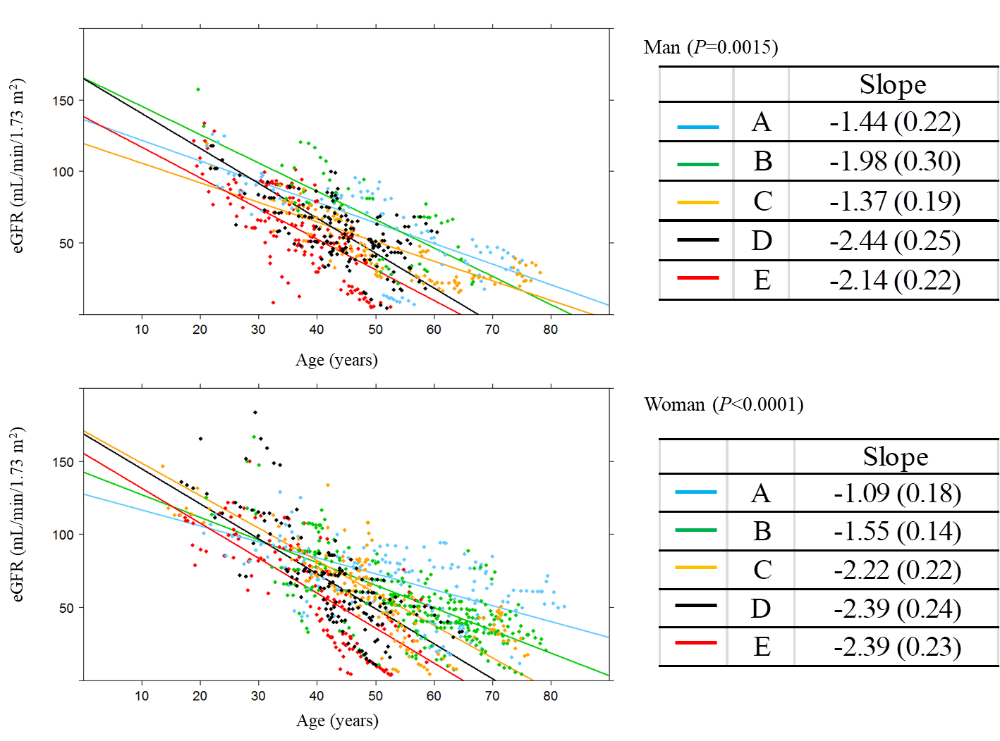 eGFR (mL/min/1.73 m²)
150
100
50
10 20 30 40 50 60 70 80
Age (years)
Man (P=0.0015)
Slope
A -1.44 (0.22)
B -1.98 (0.30)
C -1.37 (0.19)
D -2.44 (0.25)
E -2.14 (0.22)
eGFR (mL/min/1.73 m²)
150
100
50
10 20 30 40 50 60 70 80
Age (years)
Woman (P<0.0001)
Slope
A -1.09 (0.18)
B -1.55 (0.14)
C -2.22 (0.22)
D -2.39 (0.24)
E -2.39 (0.23)